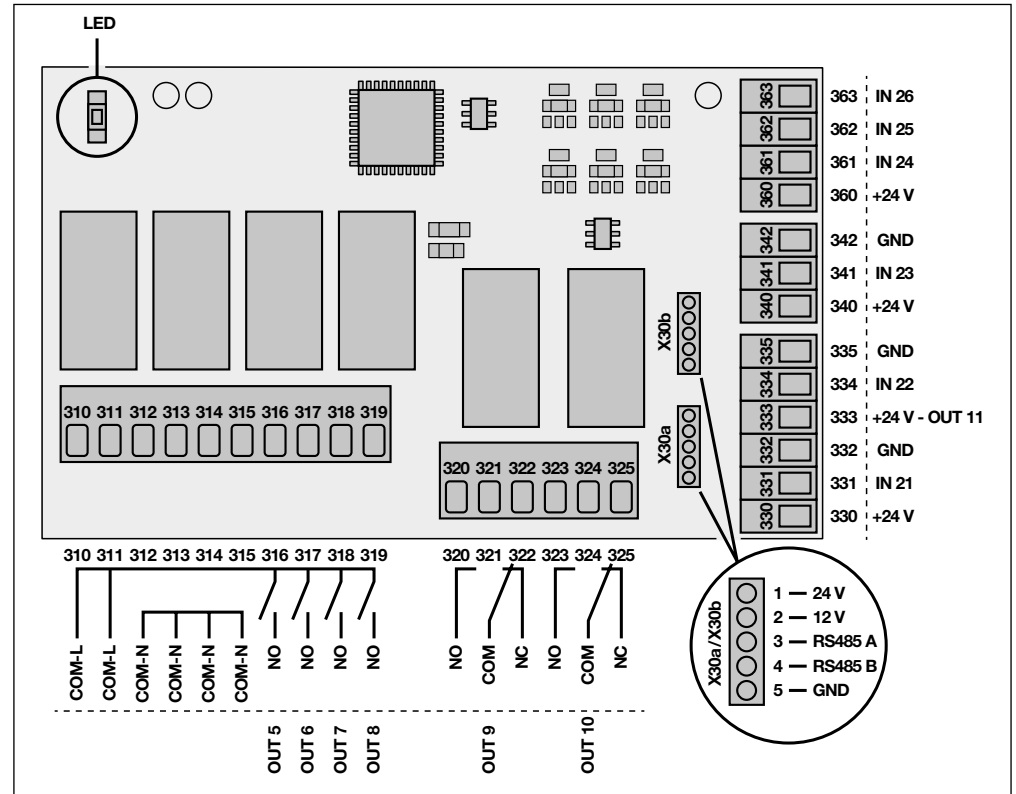 LED
363 363 IN 26
362 362 IN 25
361 361 IN 24
360 360 +24 V
342 342 GND
341 341 IN 23
340 340 +24 V
335 335 GND
334 334 IN 22
333 333 +24 V - OUT 11
332 332 GND
331 331 IN 21
330 330 +24 V
X30b
X30a
310 311 312 313 314 315 316 317 318 319
320 321 322 323 324 325
310 311 312 313 314 315 316 317 318 319
320 321 322 323 324 325
COM-L COM-L COM-N COM-N COM-N COM-N NO NO NO NO
NO COM NC NO COM NC
OUT 5 OUT 6 OUT 7 OUT 8
OUT 9 OUT 10
X30a/X30b
1 — 24 V
2 — 12 V
3 — RS485 A
4 — RS485 B
5 — GND